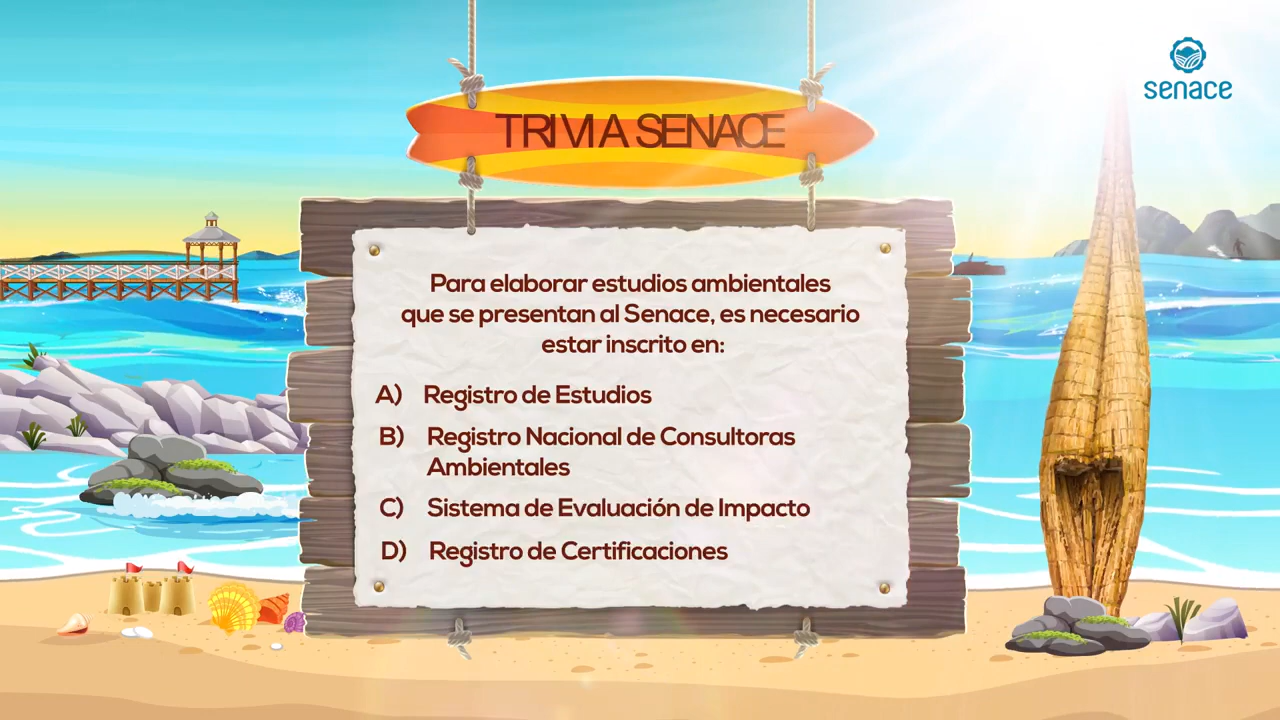 senace
TRIVIA SENACE
Para elaborar estudios ambientales
que se presentan al Senace, es necesario
estar inscrito en:
A) Registro de Estudios
B) Registro Nacional de Consultoras
Ambientales
C) Sistema de Evaluación de Impacto
D) Registro de Certificaciones